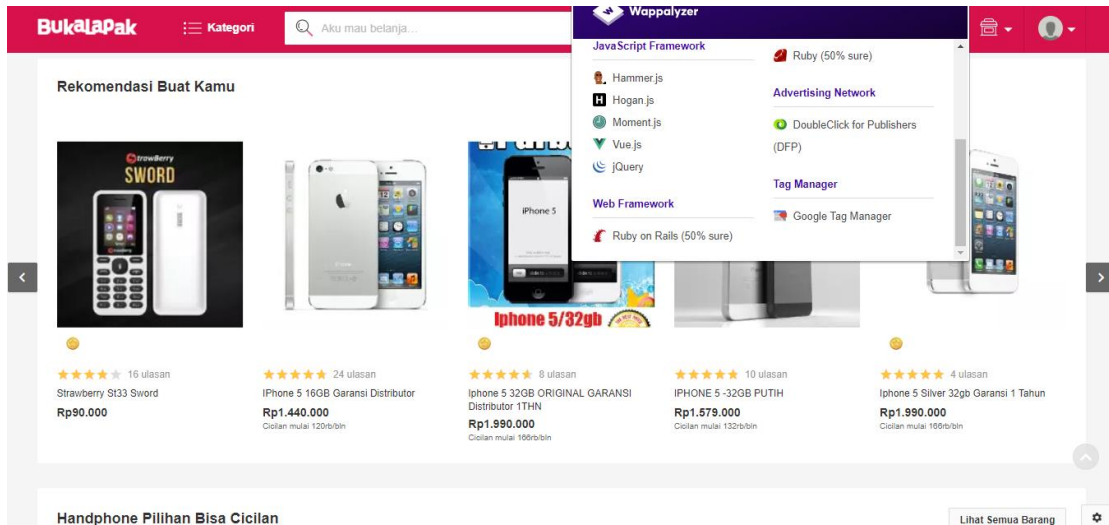 BukaLapak
Kategori
Aku mau belanja...
Wappalyzer
JavaScript Framework
Hammer.js
Hogan.js
Moment.js
Vue.js
jQuery
Web Framework
Ruby on Rails (50% sure)
Ruby (50% sure)
Advertising Network
DoubleClick for Publishers
(DFP)
Tag Manager
Google Tag Manager
Rekomendasi Buat Kamu
StrawBerry
SWORD
iPhone 5
Iphone 5/32gb
16 ulasan
Strawberry St33 Sword
Rp90.000
24 ulasan
IPhone 5 16GB Garansi Distributor
Rp1.440.000
Cicilan mulai 120rb/bln
8 ulasan
Iphone 5 32GB ORIGINAL GARANSI
Distributor 1THN
Rp1.990.000
Cicilan mulai 166rb/bln
10 ulasan
IPHONE 5 -32GB PUTIH
Rp1.579.000
Cicilan mulai 132rb/bln
4 ulasan
Iphone 5 Silver 32gb Garansi 1 Tahun
Rp1.990.000
Cicilan mulai 166rb/bln
Handphone Pilihan Bisa Cicilan
Lihat Semua Barang